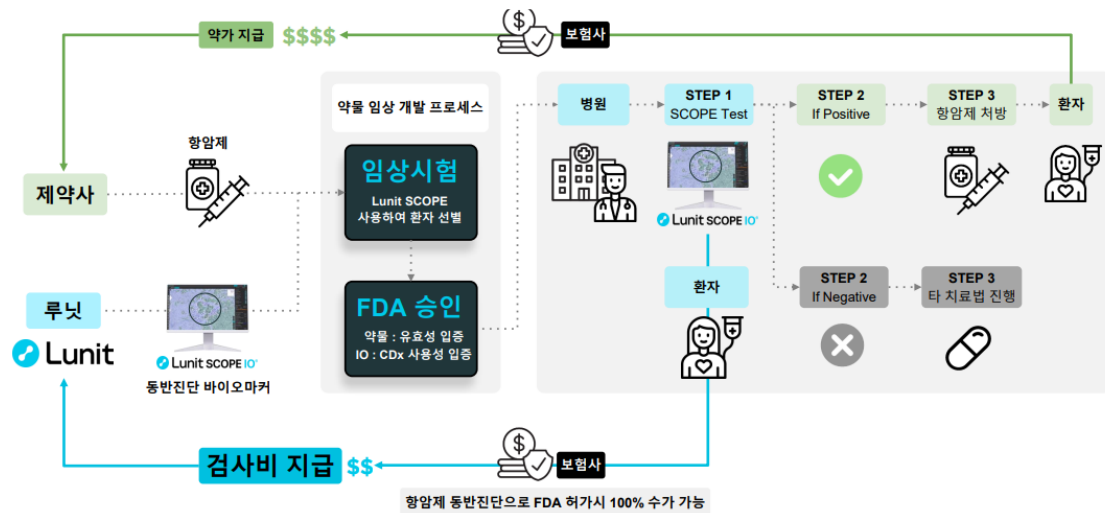 약가 지급 $$$$
$
보험사
약물 임상 개발 프로세스
병원
STEP 1
SCOPE Test
STEP 2
If Positive
STEP 3
항암제 처방
환자
항암제
제약사
임상시험
Lunit SCOPE
사용하여 환자 선별
Lunit SCOPE IO
환자
STEP 2
If Negative
STEP 3
타 치료법 진행
루닛
Lunit
Lunit SCOPE IO
동반진단 바이오마커
FDA 승인
약물 : 유효성 입증
IO : CDx 사용성 입증
검사비 지급 $$
$
보험사
항암제 동반진단으로 FDA 허가시 100% 수가 가능